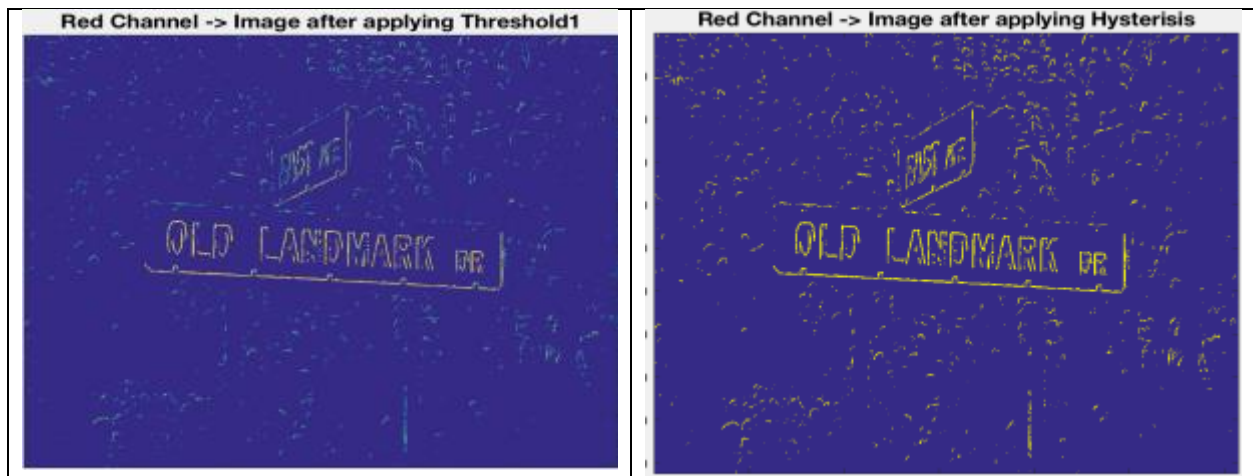 Red Channel -> Image after applying Threshold1
OLD LANDMARK DR
Red Channel -> Image after applying Hysterisis
OLD LANDMARK DR